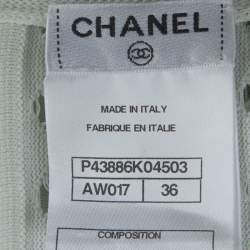 CHANEL
MADE IN ITALY
FABRIQUE EN ITALIE
P43886K04503
AW017 36
COMPOSITION